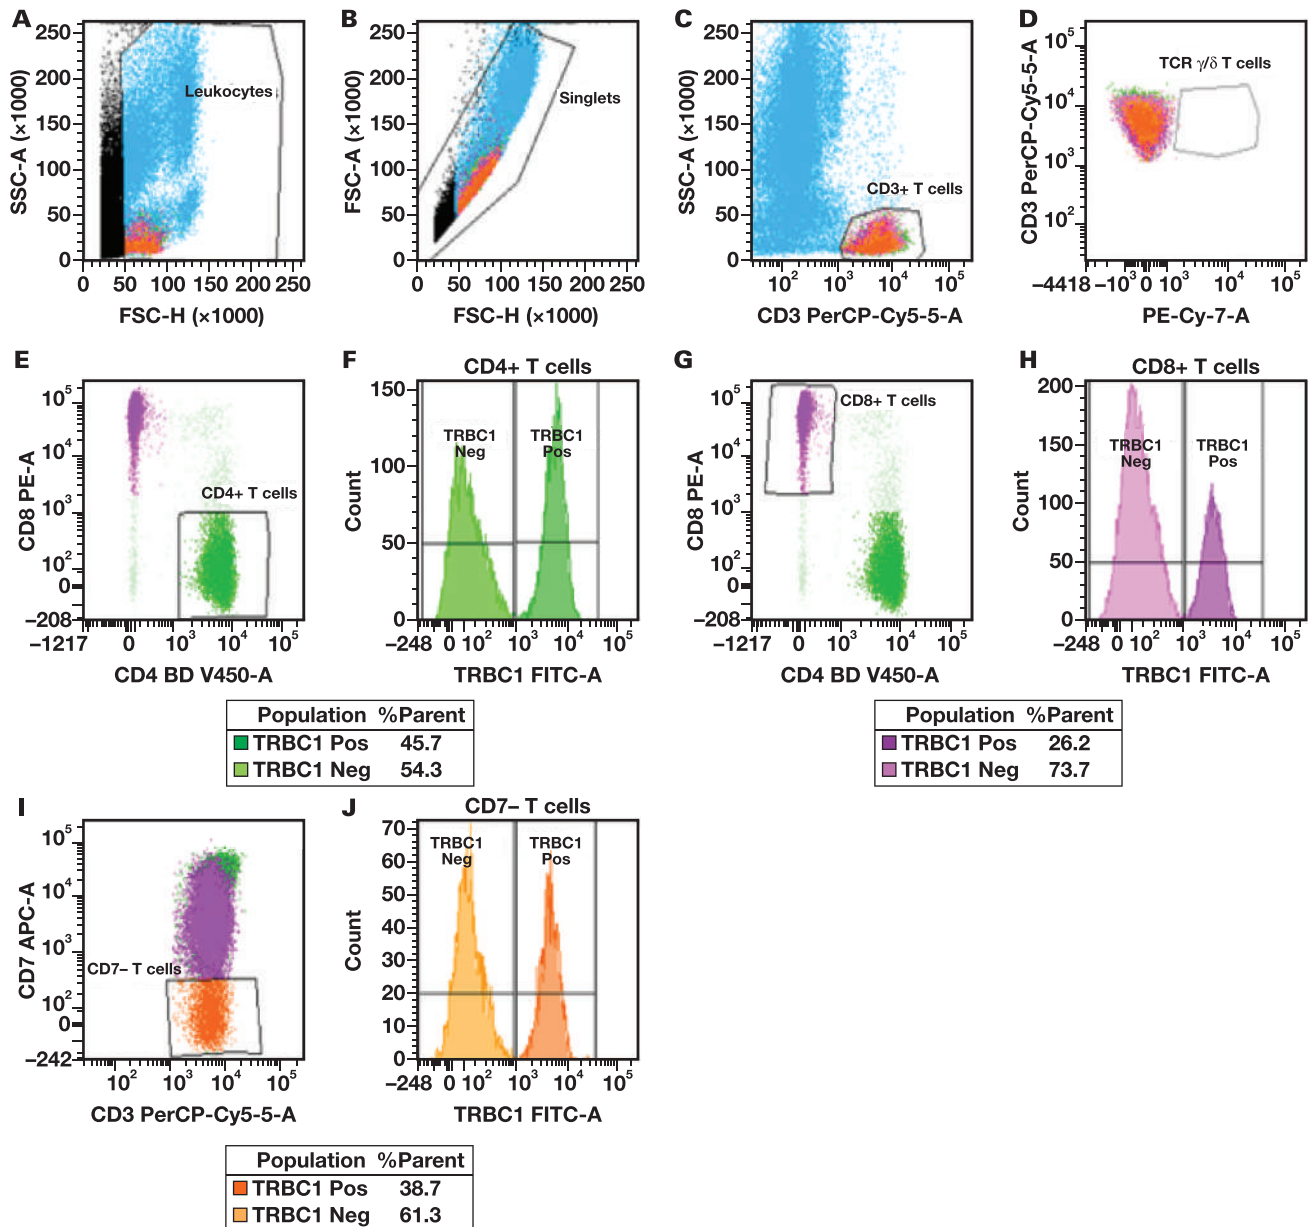 A
250
200
150
100
50
0
SSC-A (×1000)
Leukocytes
0 50 100 150 200 250
FSC-H (×1000)
B
250
200
150
100
50
0
FSC-A (×1000)
Singlets
0 50 100 150 200 250
FSC-H (×1000)
C
250
200
150
100
50
0
SSC-A (×1000)
CD3+ T cells
10² 10³ 10⁴ 10⁵
CD3 PerCP-Cy5-5-A
D
10⁵
10⁴
10³
10²
CD3 PerCP-Cy5-5-A
TCR γ/δ T cells
−4418 −10³ 0 10³ 10⁴ 10⁵
PE-Cy-7-A
E
10⁵
10⁴
10³
10²
0
−208
CD8 PE-A
CD4+ T cells
−1217 0 10³ 10⁴ 10⁵
CD4 BD V450-A
F
CD4+ T cells
150
100
50
0
Count
TRBC1
Neg
TRBC1
Pos
−248 0 10² 10³ 10⁴ 10⁵
TRBC1 FITC-A
Population %Parent
TRBC1 Pos 45.7
TRBC1 Neg 54.3
G
10⁵
10⁴
10³
10²
0
−208
CD8 PE-A
CD8+ T cells
−1217 0 10³ 10⁴ 10⁵
CD4 BD V450-A
H
CD8+ T cells
200
150
100
50
0
Count
TRBC1
Neg
TRBC1
Pos
−248 0 10² 10³ 10⁴ 10⁵
TRBC1 FITC-A
Population %Parent
TRBC1 Pos 26.2
TRBC1 Neg 73.7
I
10⁵
10⁴
10³
10²
0
−242
CD7 APC-A
CD7− T cells
10² 10³ 10⁴ 10⁵
CD3 PerCP-Cy5-5-A
J
CD7− T cells
70
60
50
40
30
20
10
0
Count
TRBC1
Neg
TRBC1
Pos
−248 0 10² 10³ 10⁴ 10⁵
TRBC1 FITC-A
Population %Parent
TRBC1 Pos 38.7
TRBC1 Neg 61.3